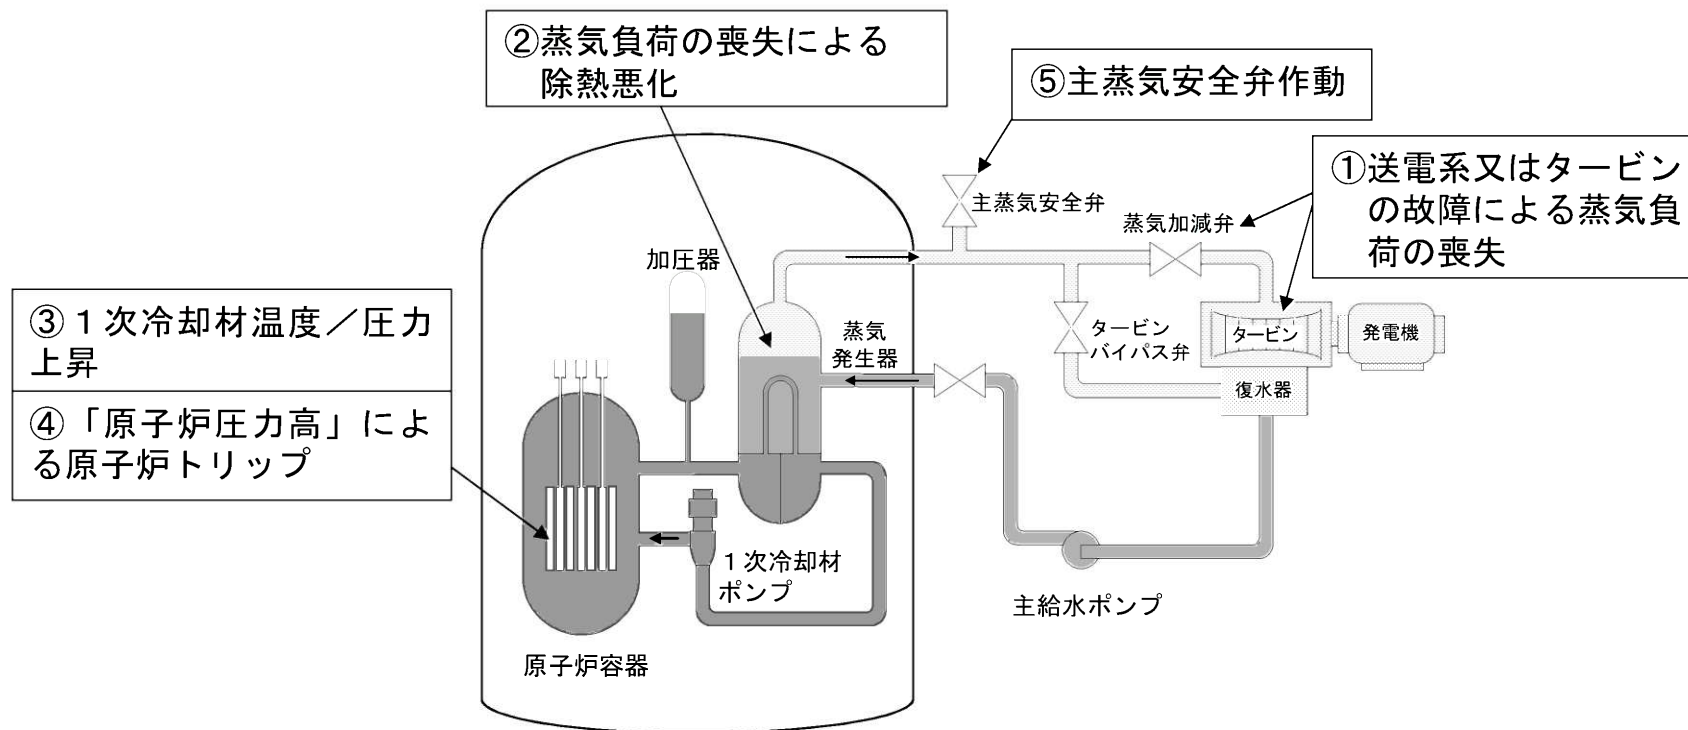 ②蒸気負荷の喪失による
除熱悪化
⑤主蒸気安全弁作動
①送電系又はタービン
の故障による蒸気負
荷の喪失
主蒸気安全弁
蒸気加減弁
加圧器
③１次冷却材温度／圧力
上昇
④「原子炉圧力高」によ
る原子炉トリップ
蒸気
発生器
タービン
バイパス弁
タービン
発電機
復水器
１次冷却材
ポンプ
主給水ポンプ
原子炉容器